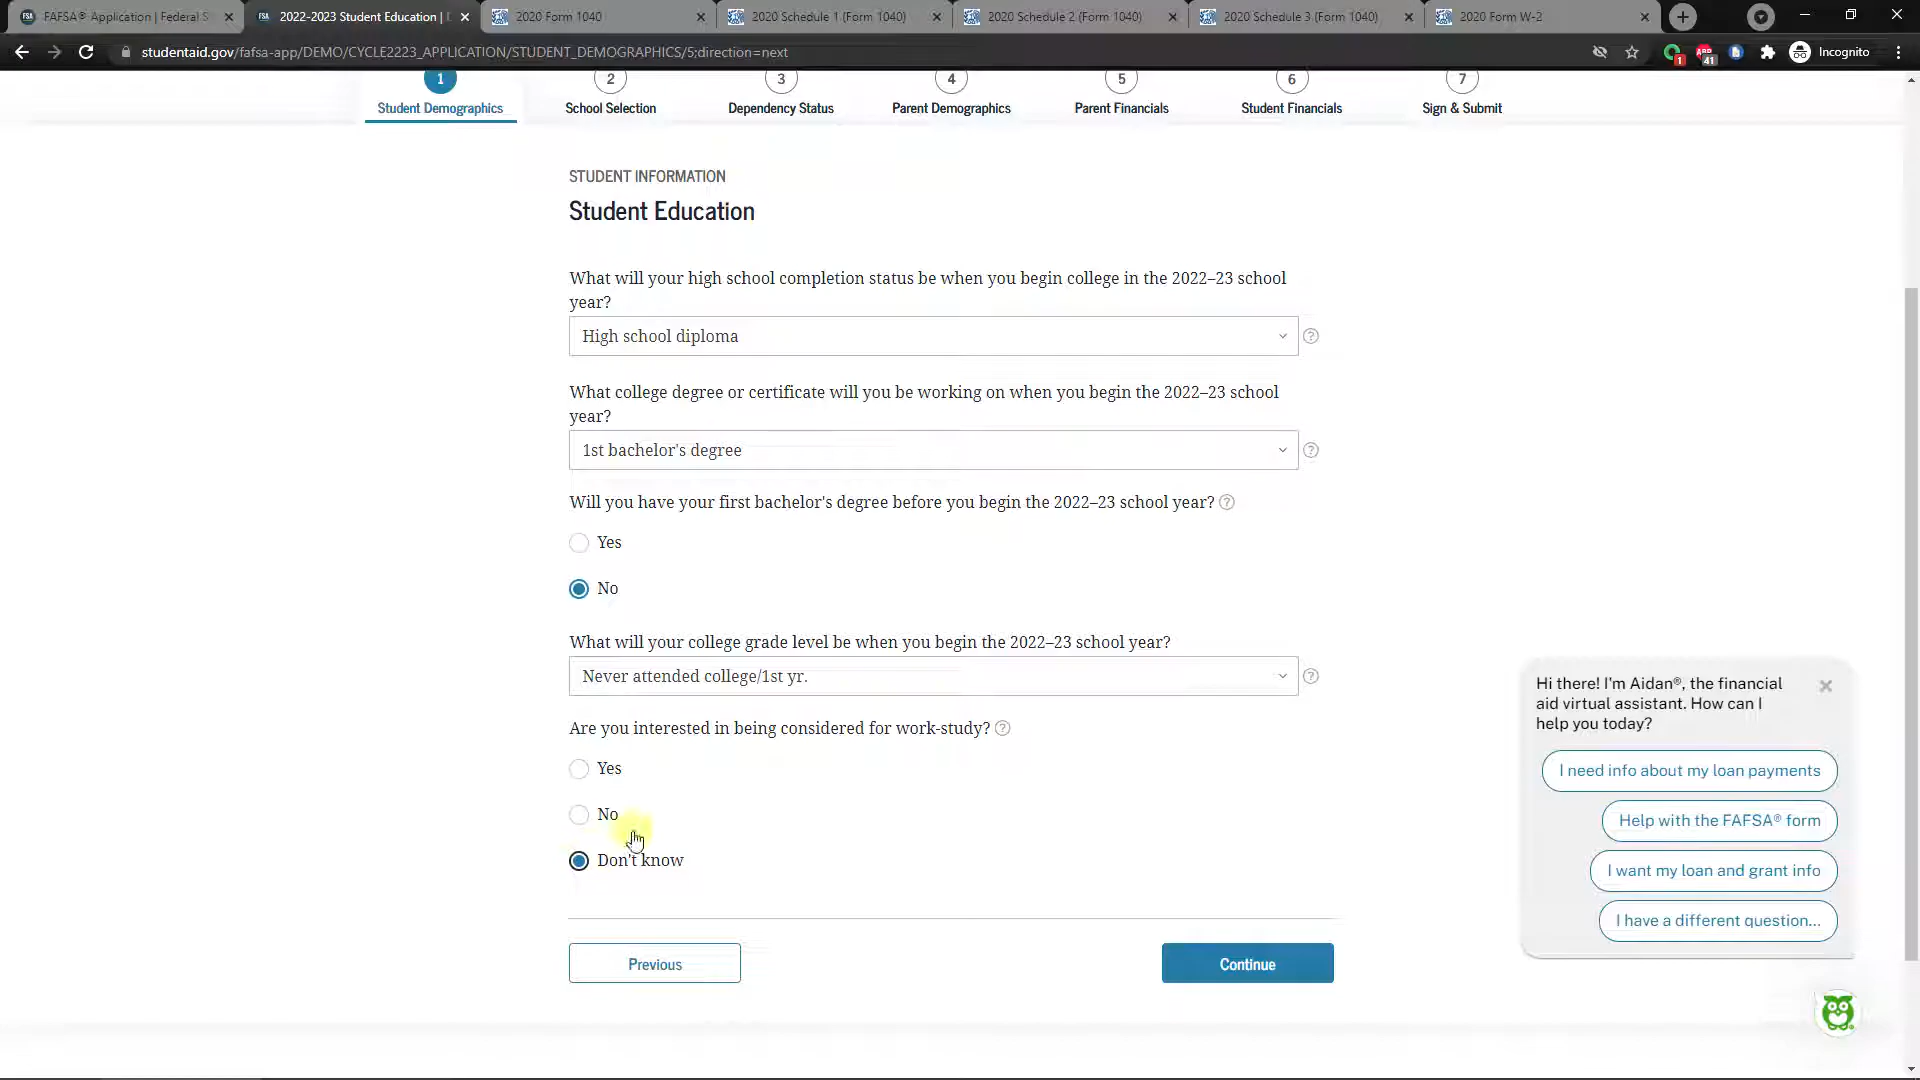 FAFSA® Application | Federal S
2022-2023 Student Education |
2020 Form 1040
2020 Schedule 1 (Form 1040)
2020 Schedule 2 (Form 1040)
2020 Schedule 3 (Form 1040)
2020 Form W-2
studentaid.gov/fafsa-app/DEMO/CYCLE2223_APPLICATION/STUDENT_DEMOGRAPHICS/5;direction=next
1
41
Incognito
1 2 3 4 5 6 7
Student Demographics School Selection Dependency Status Parent Demographics Parent Financials Student Financials Sign & Submit
STUDENT INFORMATION
Student Education
What will your high school completion status be when you begin college in the 2022–23 school
year?
High school diploma
What college degree or certificate will you be working on when you begin the 2022–23 school
year?
1st bachelor's degree
Will you have your first bachelor's degree before you begin the 2022–23 school year?
Yes
No
What will your college grade level be when you begin the 2022–23 school year?
Never attended college/1st yr.
Are you interested in being considered for work-study?
Yes
No
Don't know
Previous
Continue
Hi there! I'm Aidan®, the financial
aid virtual assistant. How can I
help you today?
I need info about my loan payments
Help with the FAFSA® form
I want my loan and grant info
I have a different question...